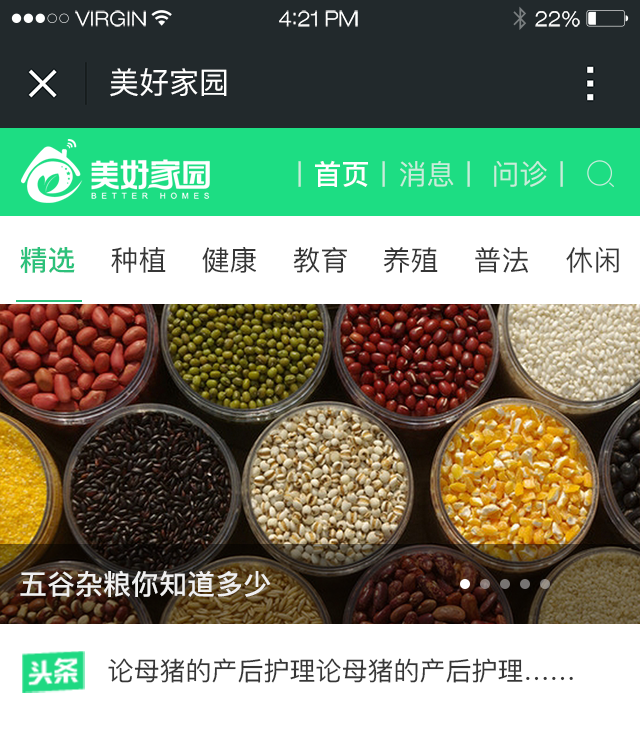 VIRGIN 4:21 PM 22%
美好家园
美好家园 | 首页 | 消息 | 问诊 |
BETTER HOMES
精选 种植 健康 教育 养殖 普法 休闲
五谷杂粮你知道多少
头条 论母猪的产后护理论母猪的产后护理……